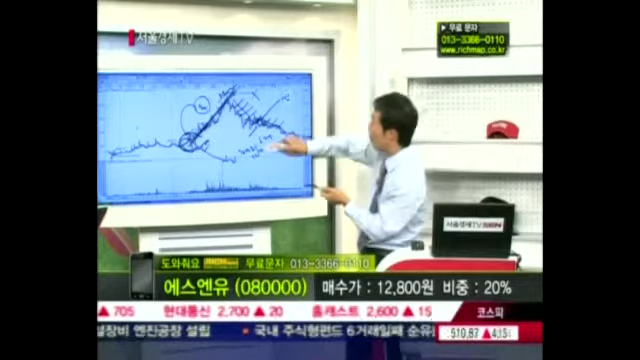 서울경제TV
▶ 무료 문자
013-3366-0110
www.richmap.co.kr
서울경제TV SEN
도와줘요 무료문자 013-3366-0110
에스엔유 (080000) 매수가 : 12,800원 비중 : 20%
▲ 705 현대통신 2,700 ▲ 20 홈캐스트 2,600 ▲ 15 코스피
설장비 엔진공장 설립 • 국내 주식형펀드 6거래일째 순유